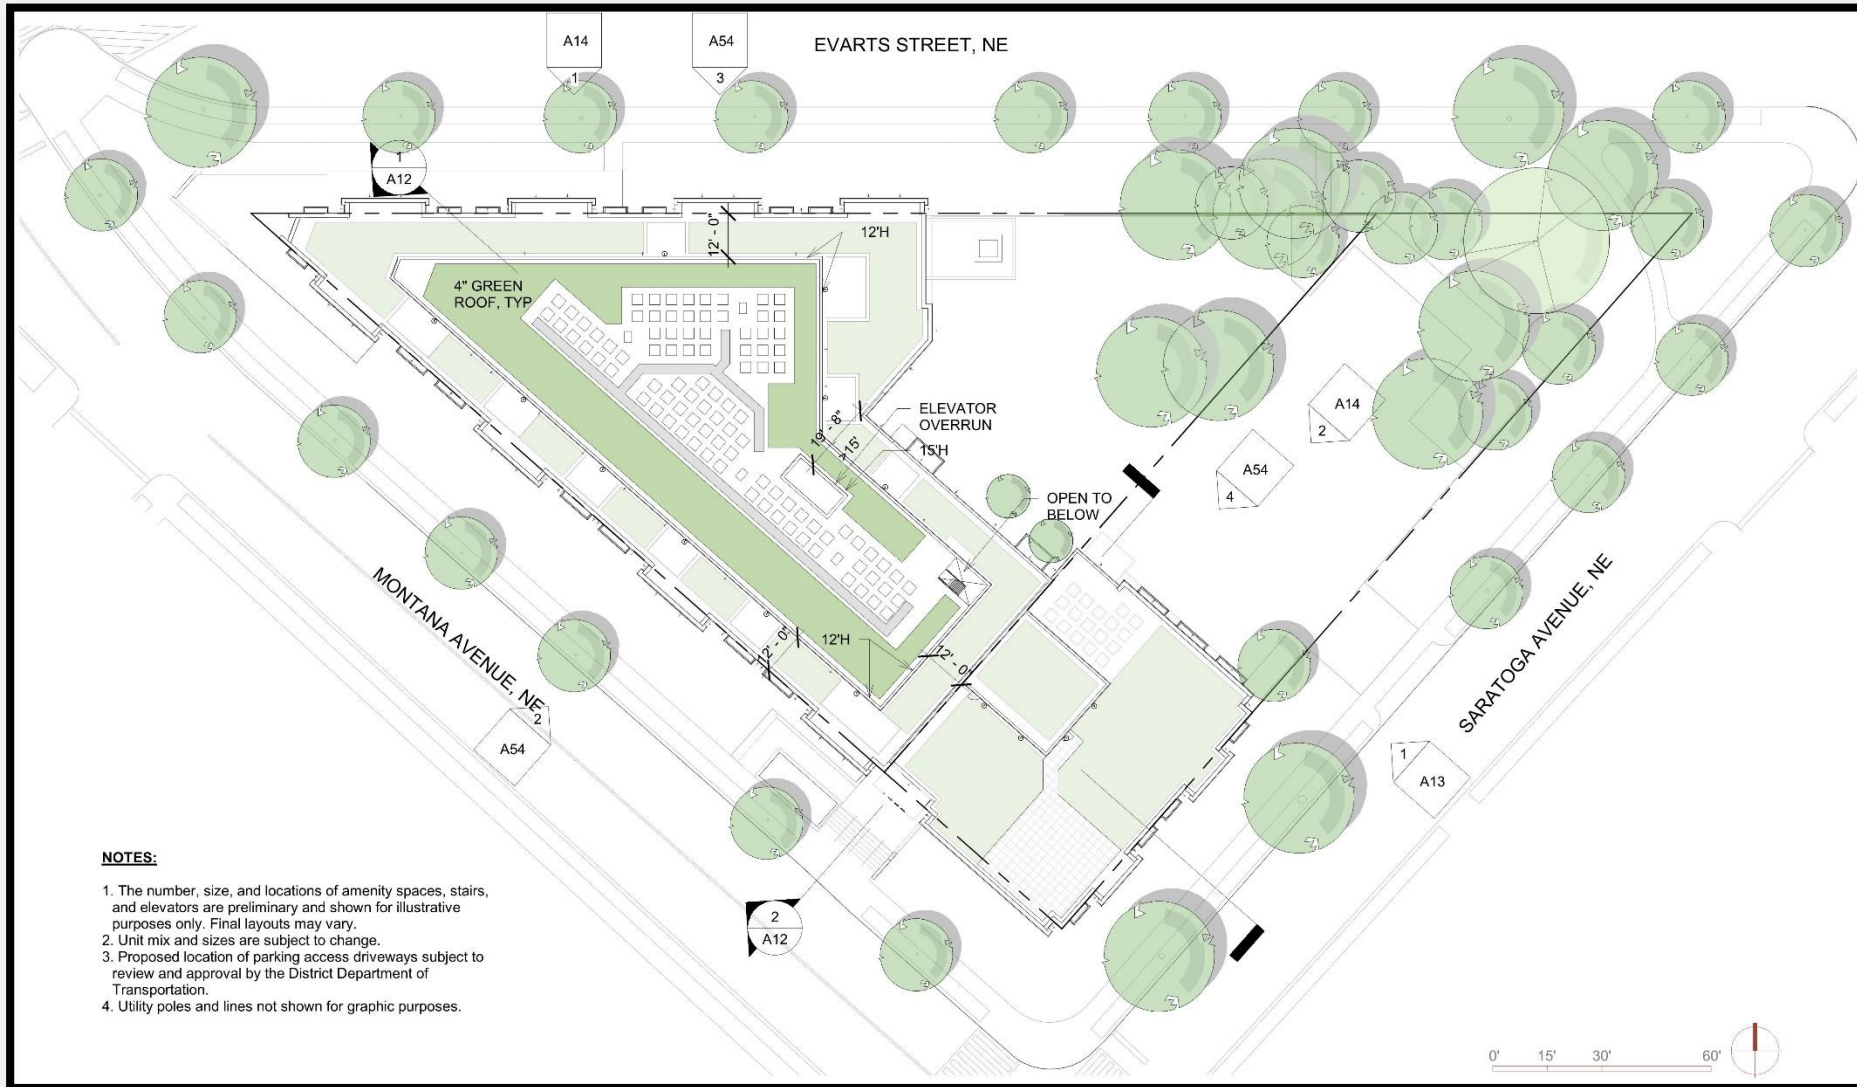 A14
1
A54
3
EVARTS STREET, NE
1
A12
12' - 0"
12'H
4" GREEN
ROOF, TYP
ELEVATOR
OVERRUN
19' - 8"
>15'
15'H
A14
2
A54
4
OPEN TO
BELOW
MONTANA AVENUE, NE
SARATOGA AVENUE, NE
12' - 0"
12'H
12' - 0"
2
A54
1
A13
2
A12
NOTES:
1. The number, size, and locations of amenity spaces, stairs,
and elevators are preliminary and shown for illustrative
purposes only. Final layouts may vary.
2. Unit mix and sizes are subject to change.
3. Proposed location of parking access driveways subject to
review and approval by the District Department of
Transportation.
4. Utility poles and lines not shown for graphic purposes.
0' 15' 30' 60'